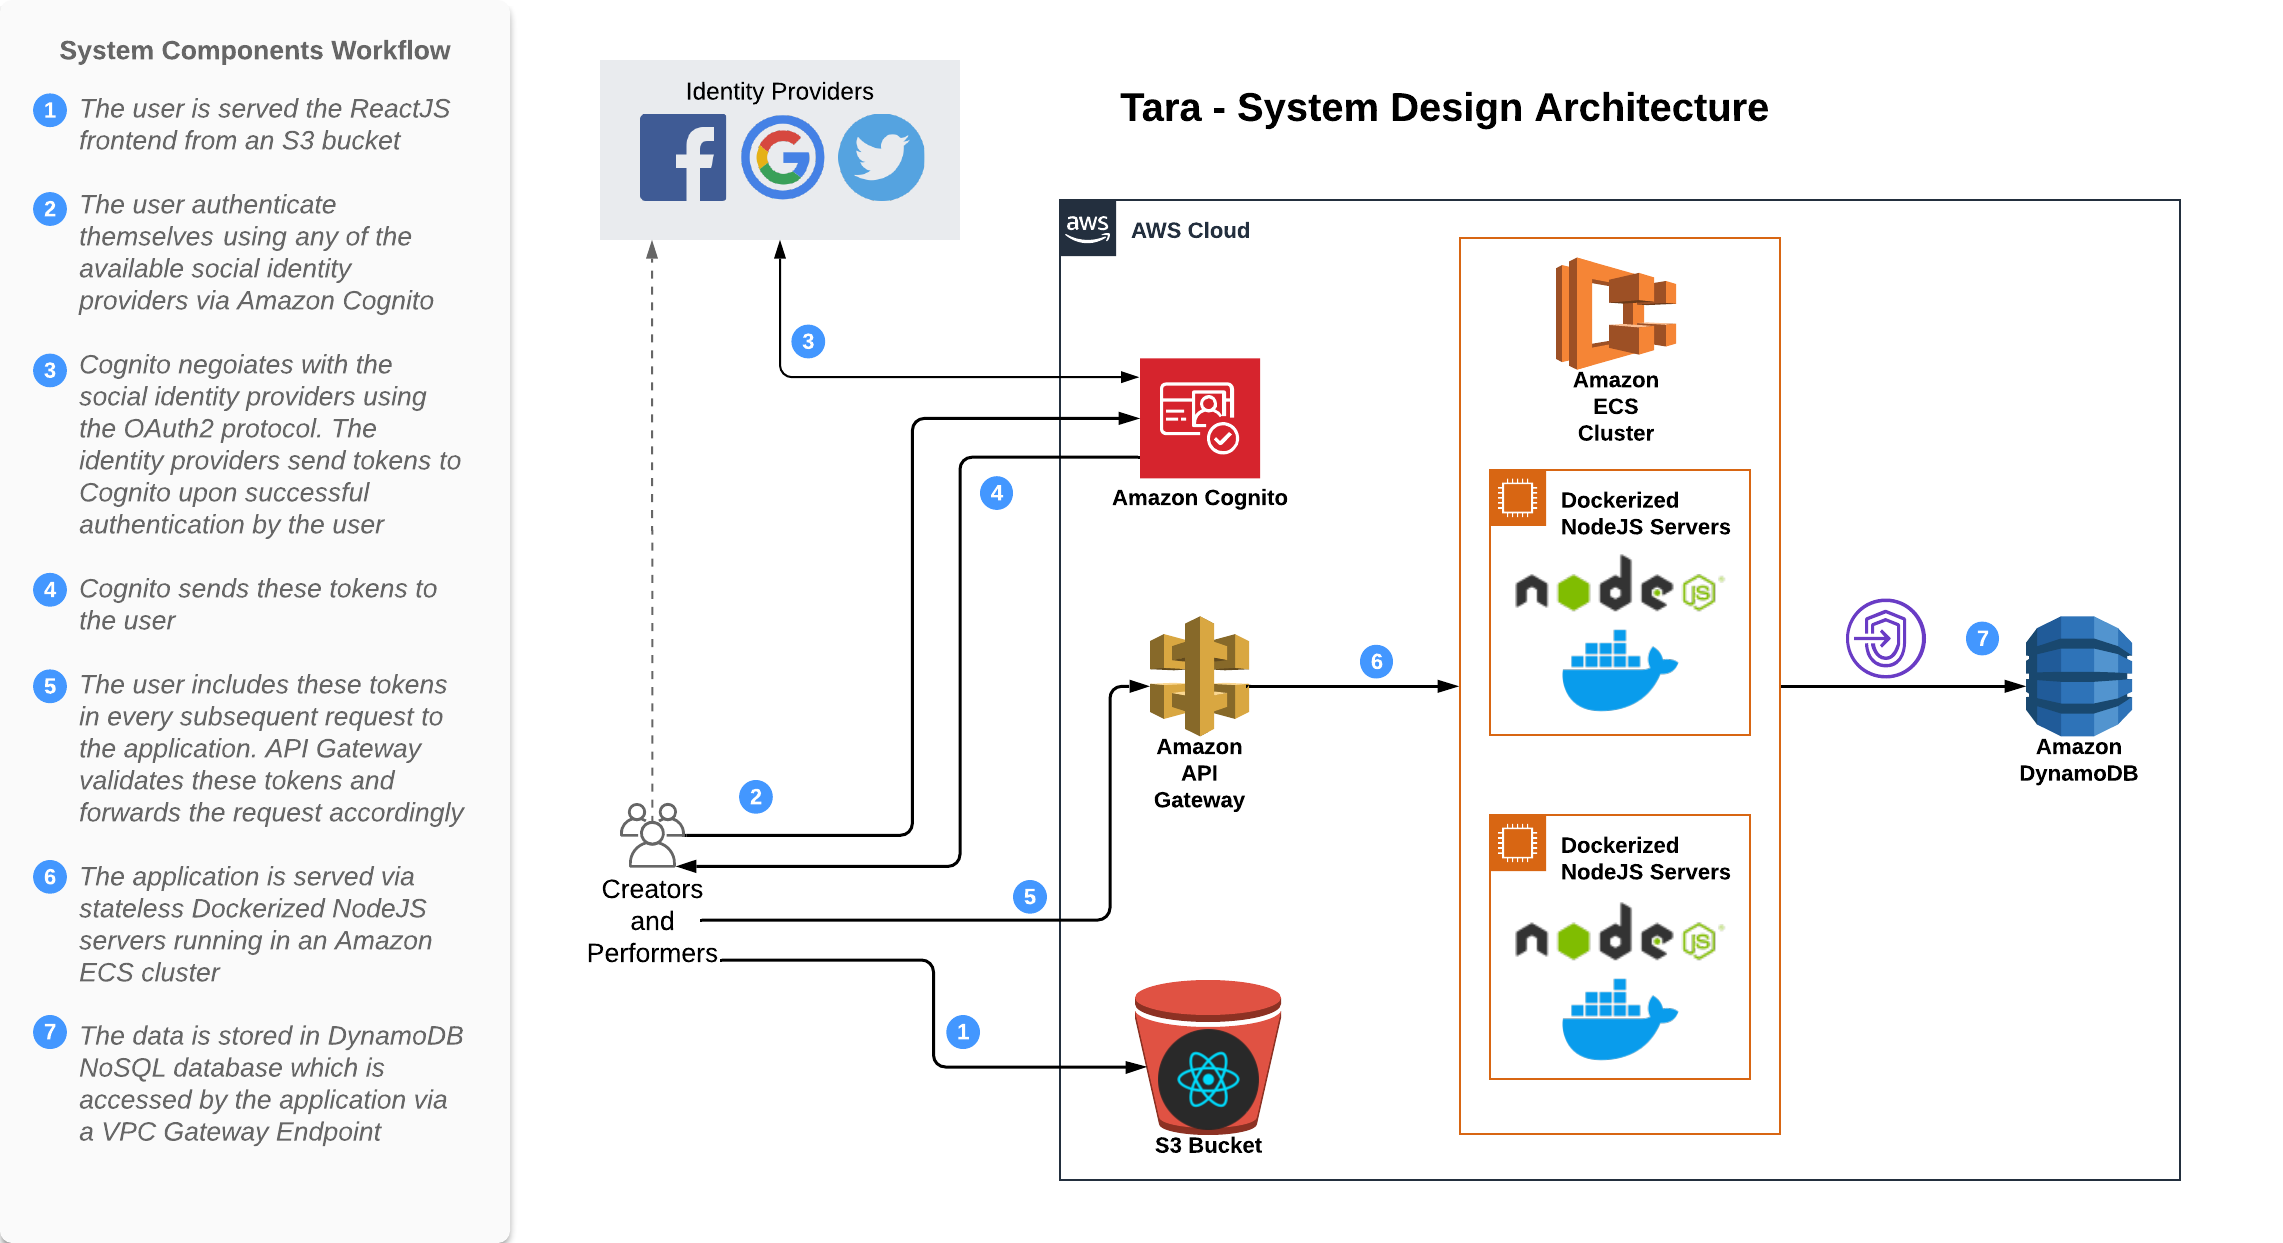 System Components Workflow
1
The user is served the ReactJS
frontend from an S3 bucket
2
The user authenticate
themselves using any of the
available social identity
providers via Amazon Cognito
3
Cognito negoiates with the
social identity providers using
the OAuth2 protocol. The
identity providers send tokens to
Cognito upon successful
authentication by the user
4
Cognito sends these tokens to
the user
5
The user includes these tokens
in every subsequent request to
the application. API Gateway
validates these tokens and
forwards the request accordingly
6
The application is served via
stateless Dockerized NodeJS
servers running in an Amazon
ECS cluster
7
The data is stored in DynamoDB
NoSQL database which is
accessed by the application via
a VPC Gateway Endpoint
Identity Providers
Tara - System Design Architecture
aws
AWS Cloud
3
Amazon Cognito
4
2
Creators
and
Performers
5
1
Amazon
API
Gateway
6
S3 Bucket
Amazon
ECS
Cluster
Dockerized
NodeJS Servers
node JS
Dockerized
NodeJS Servers
node JS
7
Amazon
DynamoDB